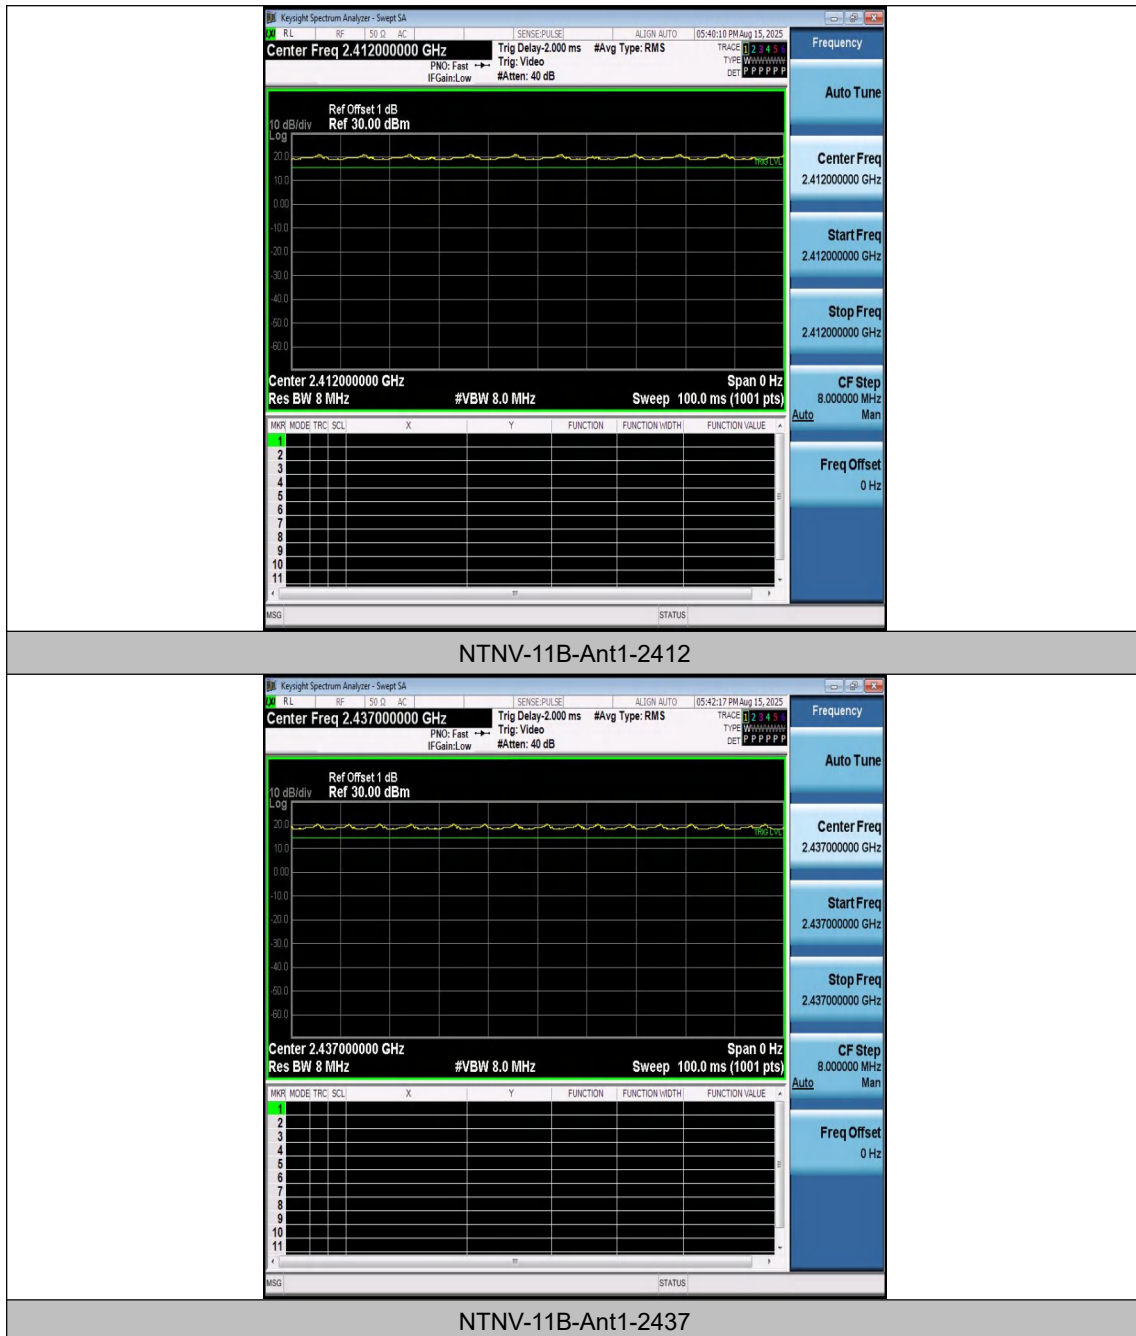 Keysight Spectrum Analyzer - Swept SA
RL RF 50 Ω AC SENSE:PULSE ALIGN AUTO 05:40:10 PM Aug 15, 2025
Center Freq 2.412000000 GHz Trig Delay-2.000 ms #Avg Type: RMS TRACE 1 2 3 4 5 6
PNO: Fast Trig: Video TYPE WWWWWW
IFGain:Low #Atten: 40 dB DET P P P P P P
Ref Offset 1 dB
10 dB/div Ref 30.00 dBm
Log
20.0
TRIG LVL
10.0
0.00
-10.0
-20.0
-30.0
-40.0
-50.0
-60.0
Center 2.412000000 GHz Span 0 Hz
Res BW 8 MHz #VBW 8.0 MHz Sweep 100.0 ms (1001 pts)
MKR MODE TRC SCL X Y FUNCTION FUNCTION WIDTH FUNCTION VALUE
1
2
3
4
5
6
7
8
9
10
11
MSG STATUS
Frequency
Auto Tune
Center Freq
2.412000000 GHz
Start Freq
2.412000000 GHz
Stop Freq
2.412000000 GHz
CF Step
8.000000 MHz
Auto Man
Freq Offset
0 Hz
NTNV-11B-Ant1-2412
Keysight Spectrum Analyzer - Swept SA
RL RF 50 Ω AC SENSE:PULSE ALIGN AUTO 05:42:17 PM Aug 15, 2025
Center Freq 2.437000000 GHz Trig Delay-2.000 ms #Avg Type: RMS TRACE 1 2 3 4 5 6
PNO: Fast Trig: Video TYPE WWWWWW
IFGain:Low #Atten: 40 dB DET P P P P P P
Ref Offset 1 dB
10 dB/div Ref 30.00 dBm
Log
20.0
TRIG LVL
10.0
0.00
-10.0
-20.0
-30.0
-40.0
-50.0
-60.0
Center 2.437000000 GHz Span 0 Hz
Res BW 8 MHz #VBW 8.0 MHz Sweep 100.0 ms (1001 pts)
MKR MODE TRC SCL X Y FUNCTION FUNCTION WIDTH FUNCTION VALUE
1
2
3
4
5
6
7
8
9
10
11
MSG STATUS
Frequency
Auto Tune
Center Freq
2.437000000 GHz
Start Freq
2.437000000 GHz
Stop Freq
2.437000000 GHz
CF Step
8.000000 MHz
Auto Man
Freq Offset
0 Hz
NTNV-11B-Ant1-2437